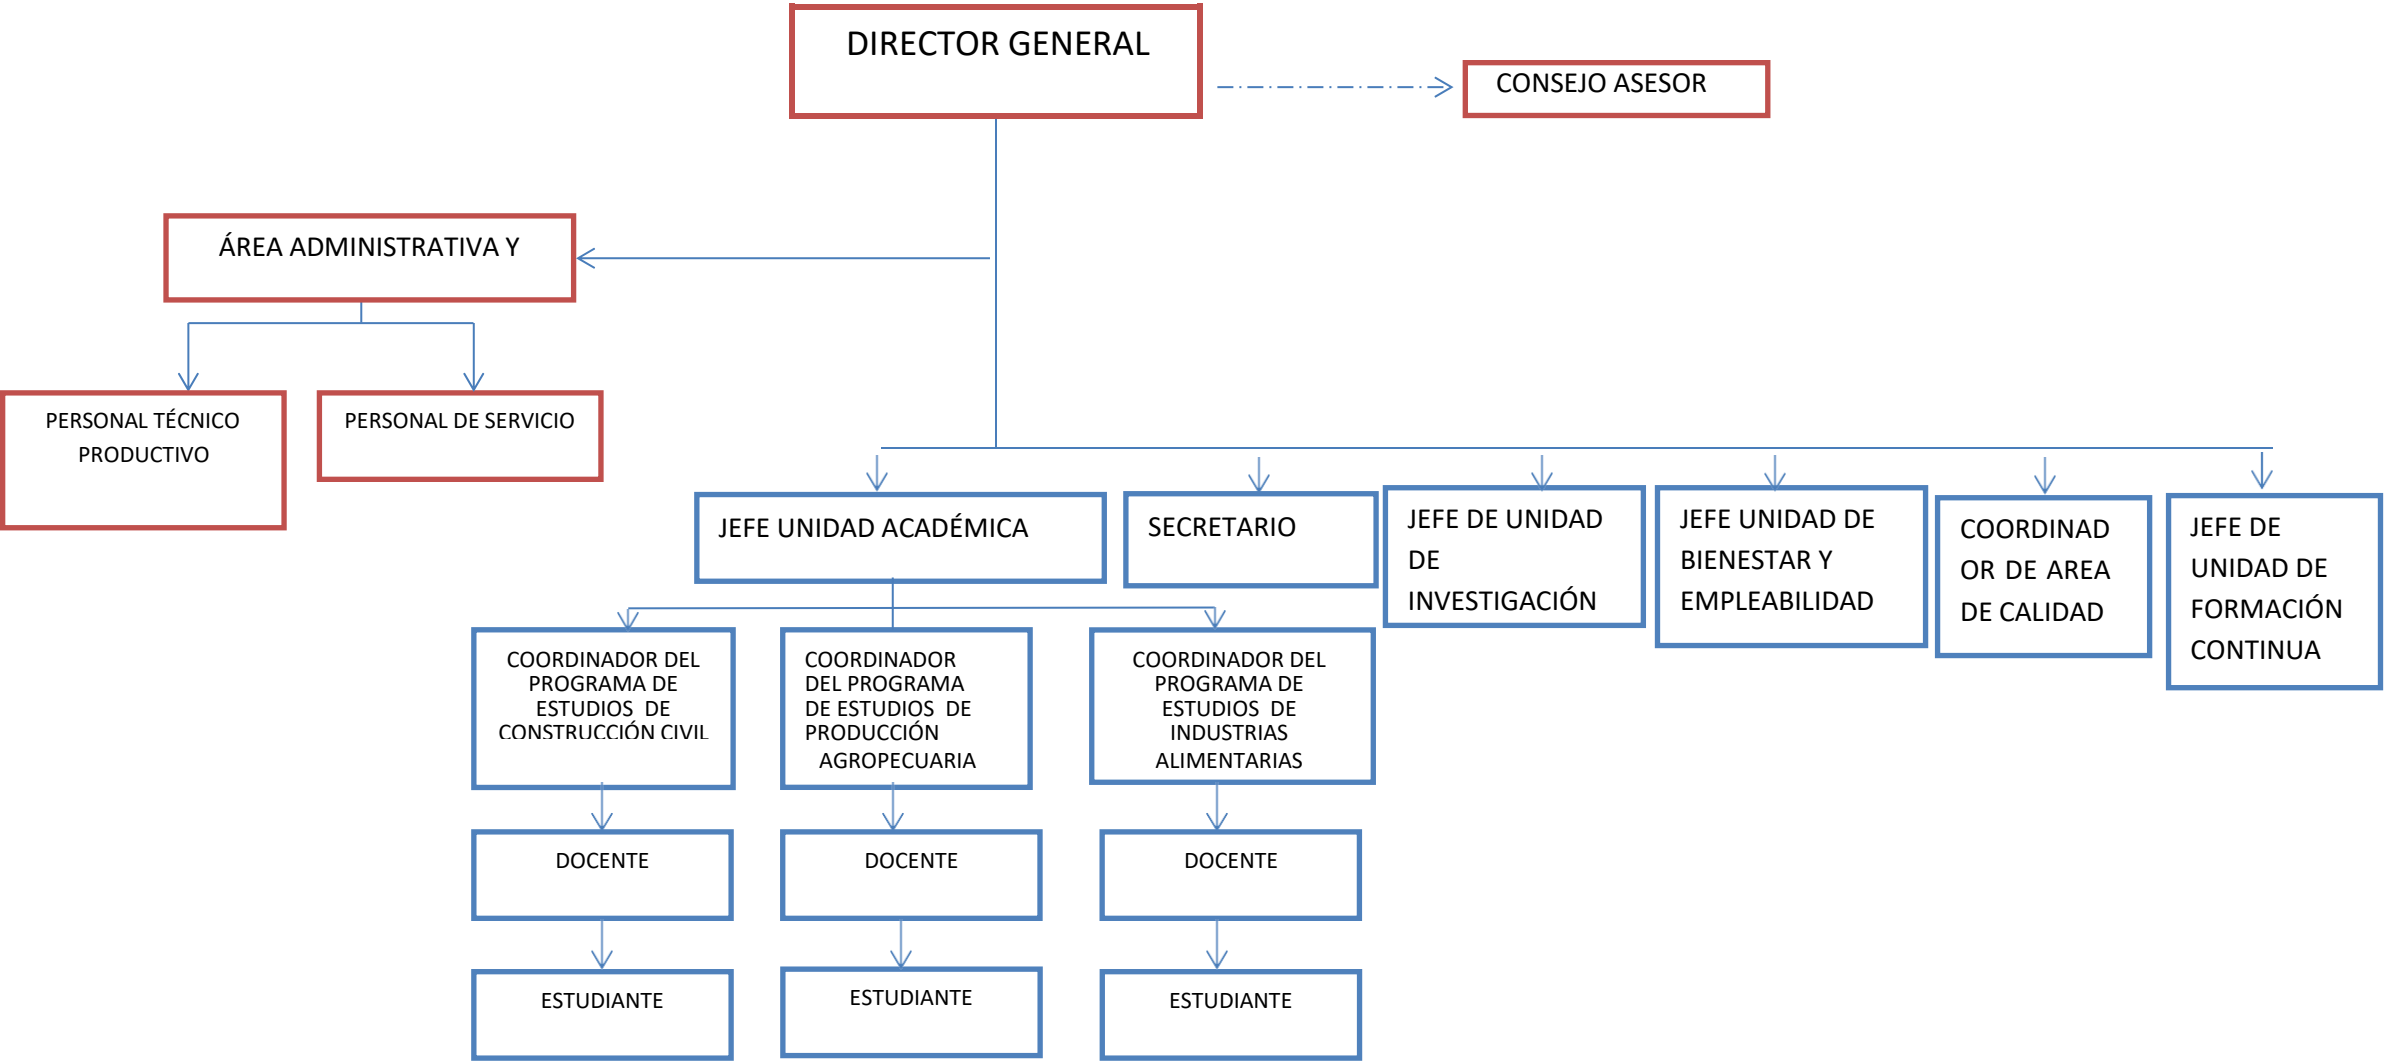 DIRECTOR GENERAL
CONSEJO ASESOR
ÁREA ADMINISTRATIVA Y
PERSONAL TÉCNICO
PRODUCTIVO
PERSONAL DE SERVICIO
JEFE UNIDAD ACADÉMICA
SECRETARIO
JEFE DE UNIDAD
DE
INVESTIGACIÓN
JEFE UNIDAD DE
BIENESTAR Y
EMPLEABILIDAD
COORDINAD
OR DE AREA
DE CALIDAD
JEFE DE
UNIDAD DE
FORMACIÓN
CONTINUA
COORDINADOR DEL
PROGRAMA DE
ESTUDIOS DE
CONSTRUCCIÓN CIVIL
COORDINADOR
DEL PROGRAMA
DE ESTUDIOS DE
PRODUCCIÓN
AGROPECUARIA
COORDINADOR DEL
PROGRAMA DE
ESTUDIOS DE
INDUSTRIAS
ALIMENTARIAS
DOCENTE
DOCENTE
DOCENTE
ESTUDIANTE
ESTUDIANTE
ESTUDIANTE